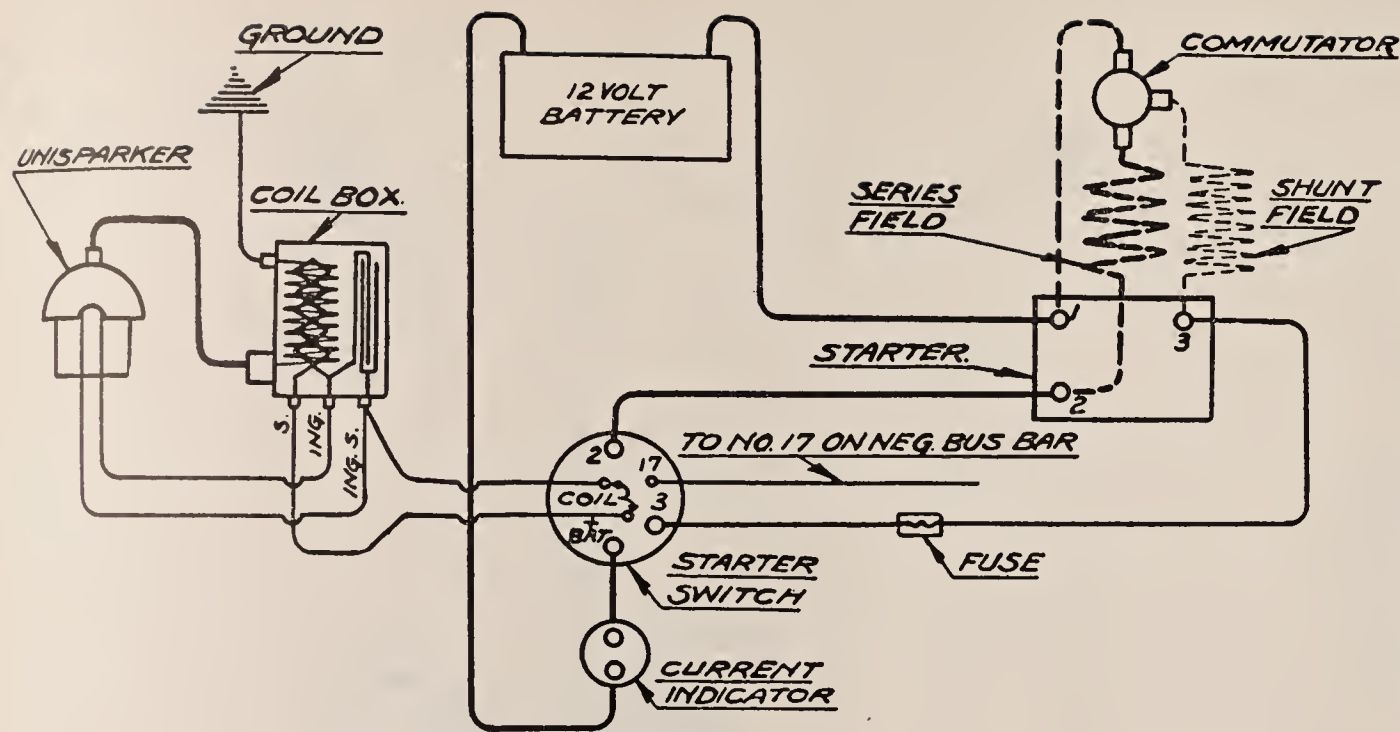 GROUND
UNISPARKER
COIL BOX.
12 VOLT
BATTERY
COMMUTATOR
SERIES
FIELD
SHUNT
FIELD
1
3
STARTER.
2
S.
ING.
ING. S.
2
17
TO NO. 17 ON NEG. BUS BAR
COIL
3
BAT
STARTER
SWITCH
FUSE
CURRENT
INDICATOR